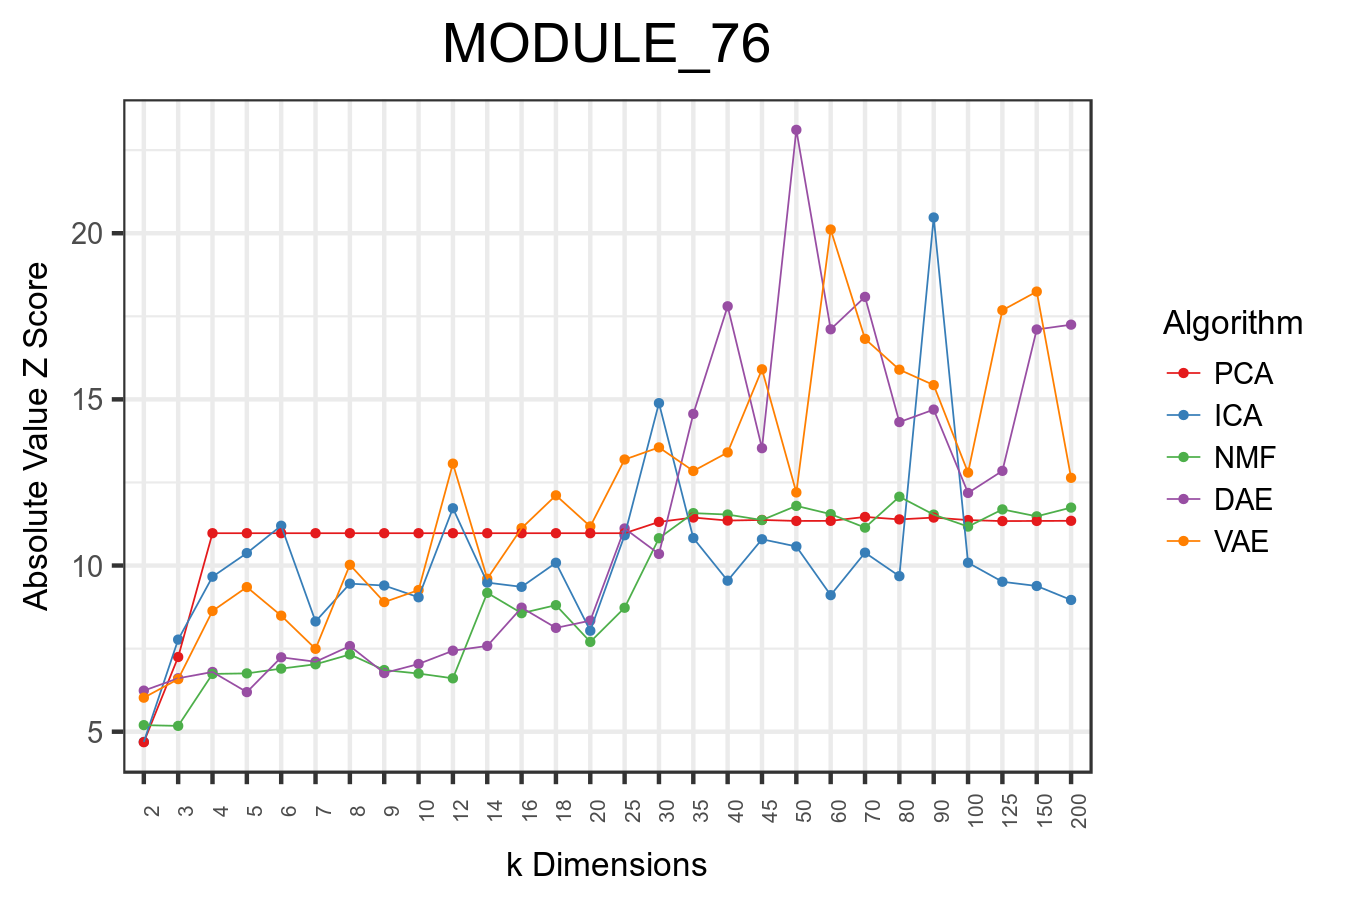 MODULE_76
Absolute Value Z Score
20
15
10
5
2 3 4 5 6 7 8 9 10 12 14 16 18 20 25 30 35 40 45 50 60 70 80 90 100 125 150 200
k Dimensions
Algorithm
PCA
ICA
NMF
DAE
VAE